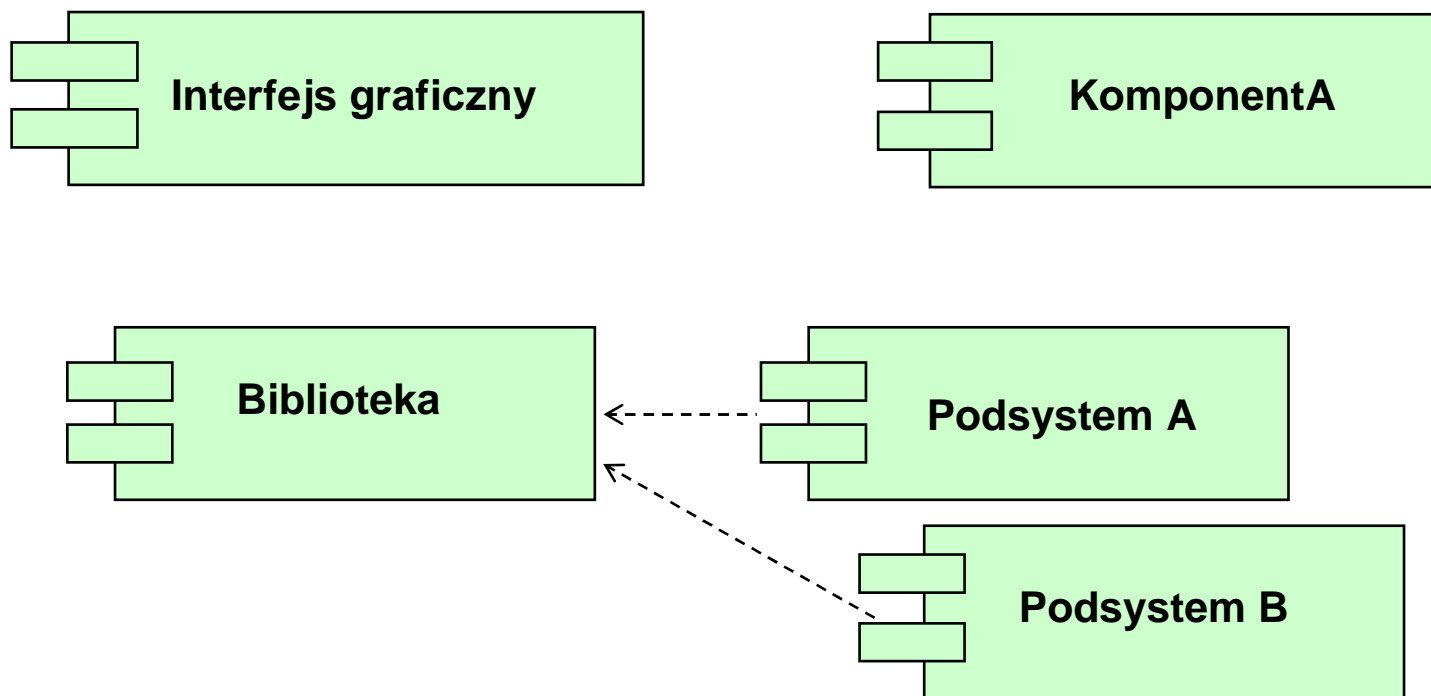 Interfejs graficzny
KomponentA
Biblioteka
Podsystem A
Podsystem B